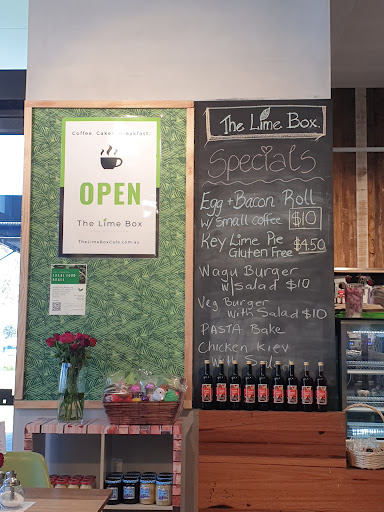 Coffee. Cakes. Breakfast.
OPEN
The Lime Box
TheLimeBoxCafe.com.au
The Lime Box.
Specials
Egg + Bacon Roll
w/ Small coffee $10
Key Lime Pie $4.50
Gluten Free
Wagu Burger
w/ Salad $10
Veg Burger
with Salad $10
PASTA Bake
Chicken Kiev